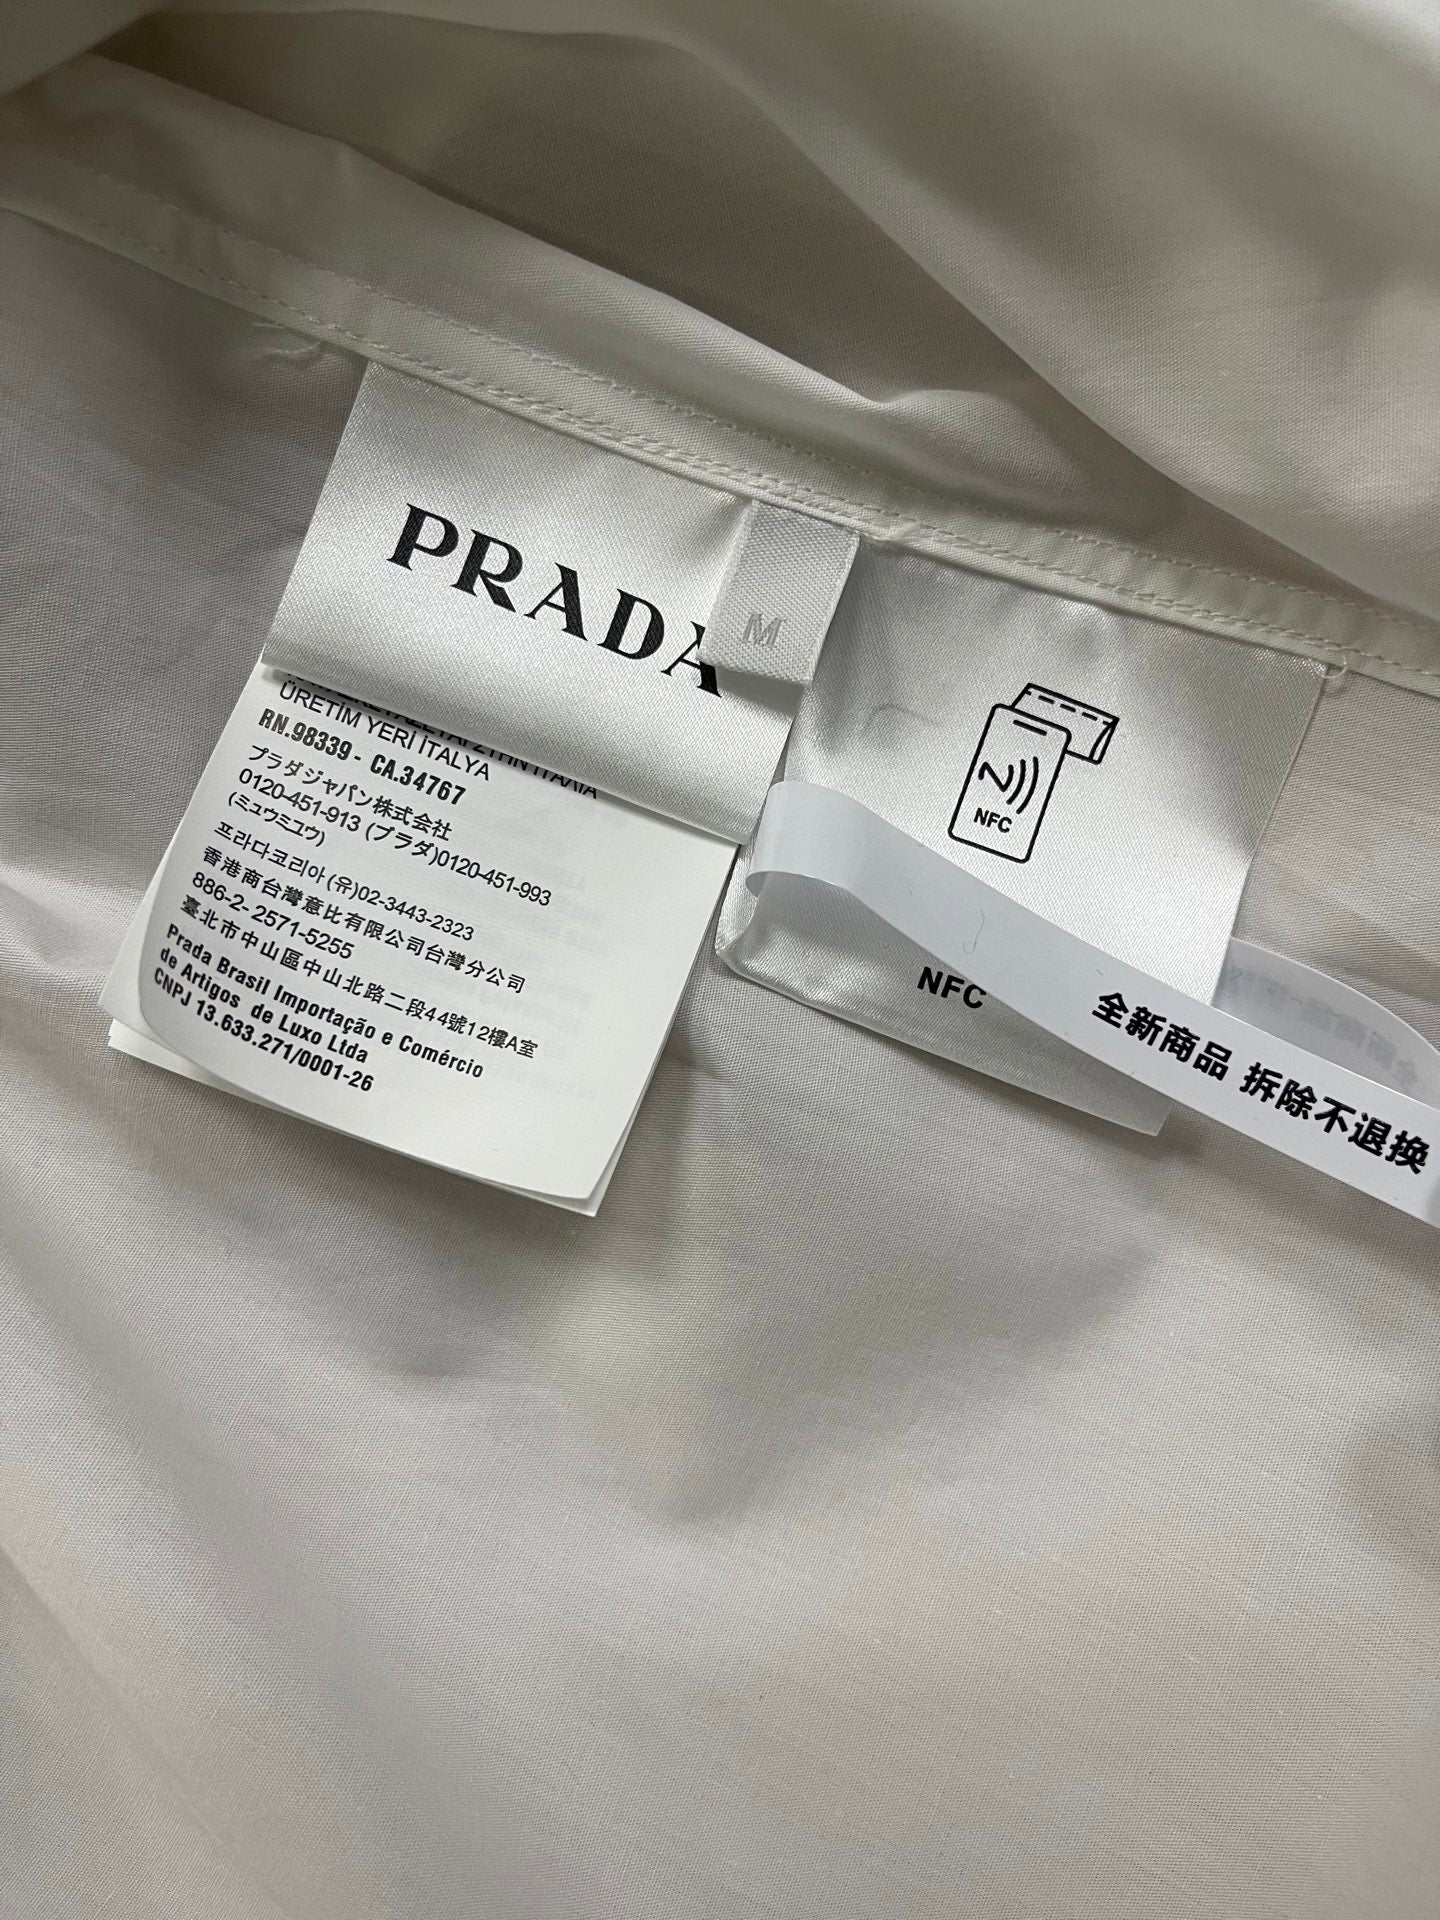 PRADA
M
ÜRETİM YERİ İTALYA
RN.98339 - CA.34767
プラダジャパン株式会社
0120-451-913 (プラダ)0120-451-993
(ミュウミュウ)
프라다코리아(유)02-3443-2323
香港商台灣意比有限公司台灣分公司
886-2- 2571-5255
臺北市中山區中山北路二段44號12樓A室
Prada Brasil Importação e Comércio
de Artigos de Luxo Ltda
CNPJ 13.633.271/0001-26
NFC
NFC
全新商品 拆除不退换